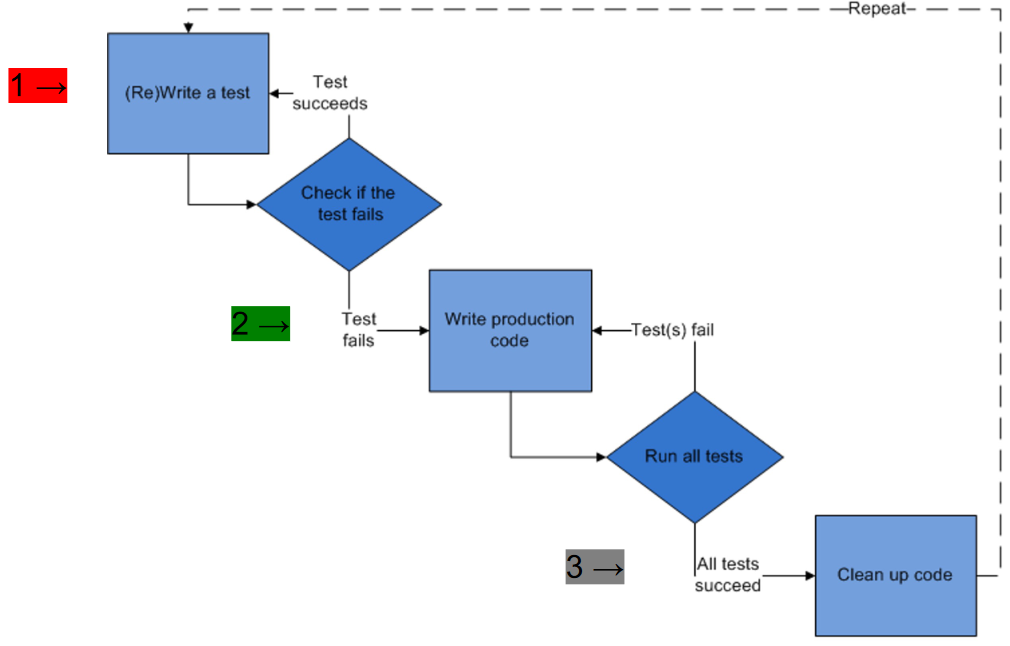 Repeat
1 →
(Re)Write a test
Test
succeeds
Check if the
test fails
2 →
Test
fails
Write production
code
Test(s) fail
Run all tests
3 →
All tests
succeed
Clean up code